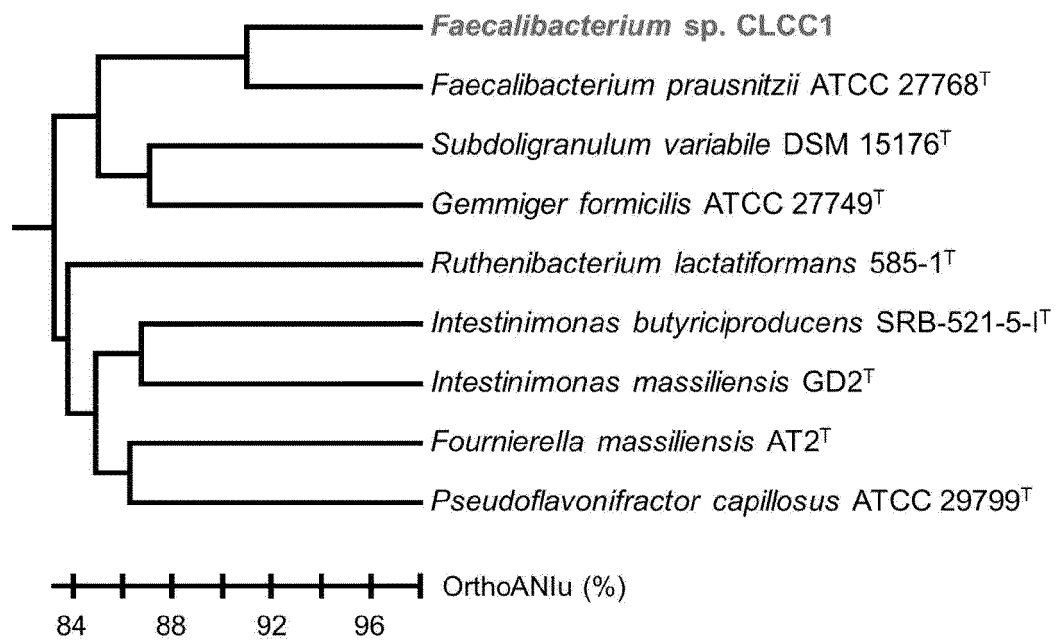 Faecalibacterium sp. CLCC1
Faecalibacterium prausnitzii ATCC 27768ᵀ
Subdoligranulum variabile DSM 15176ᵀ
Gemmiger formicilis ATCC 27749ᵀ
Ruthenibacterium lactatiformans 585-1ᵀ
Intestinimonas butyriciproducens SRB-521-5-Iᵀ
Intestinimonas massiliensis GD2ᵀ
Fournierella massiliensis AT2ᵀ
Pseudoflavonifractor capillosus ATCC 29799ᵀ
OrthoANIu (%)
84 88 92 96